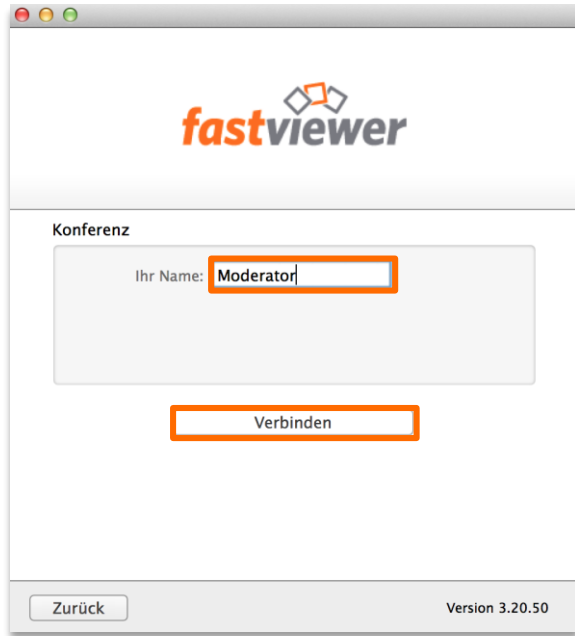 fastviewer
Konferenz
Ihr Name: Moderator
Verbinden
Zurück
Version 3.20.50